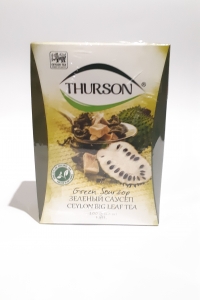 THURSON®
Green Soursop
ЗЕЛЕНЫЙ САУСЕП
CEYLON BIG LEAF TEA